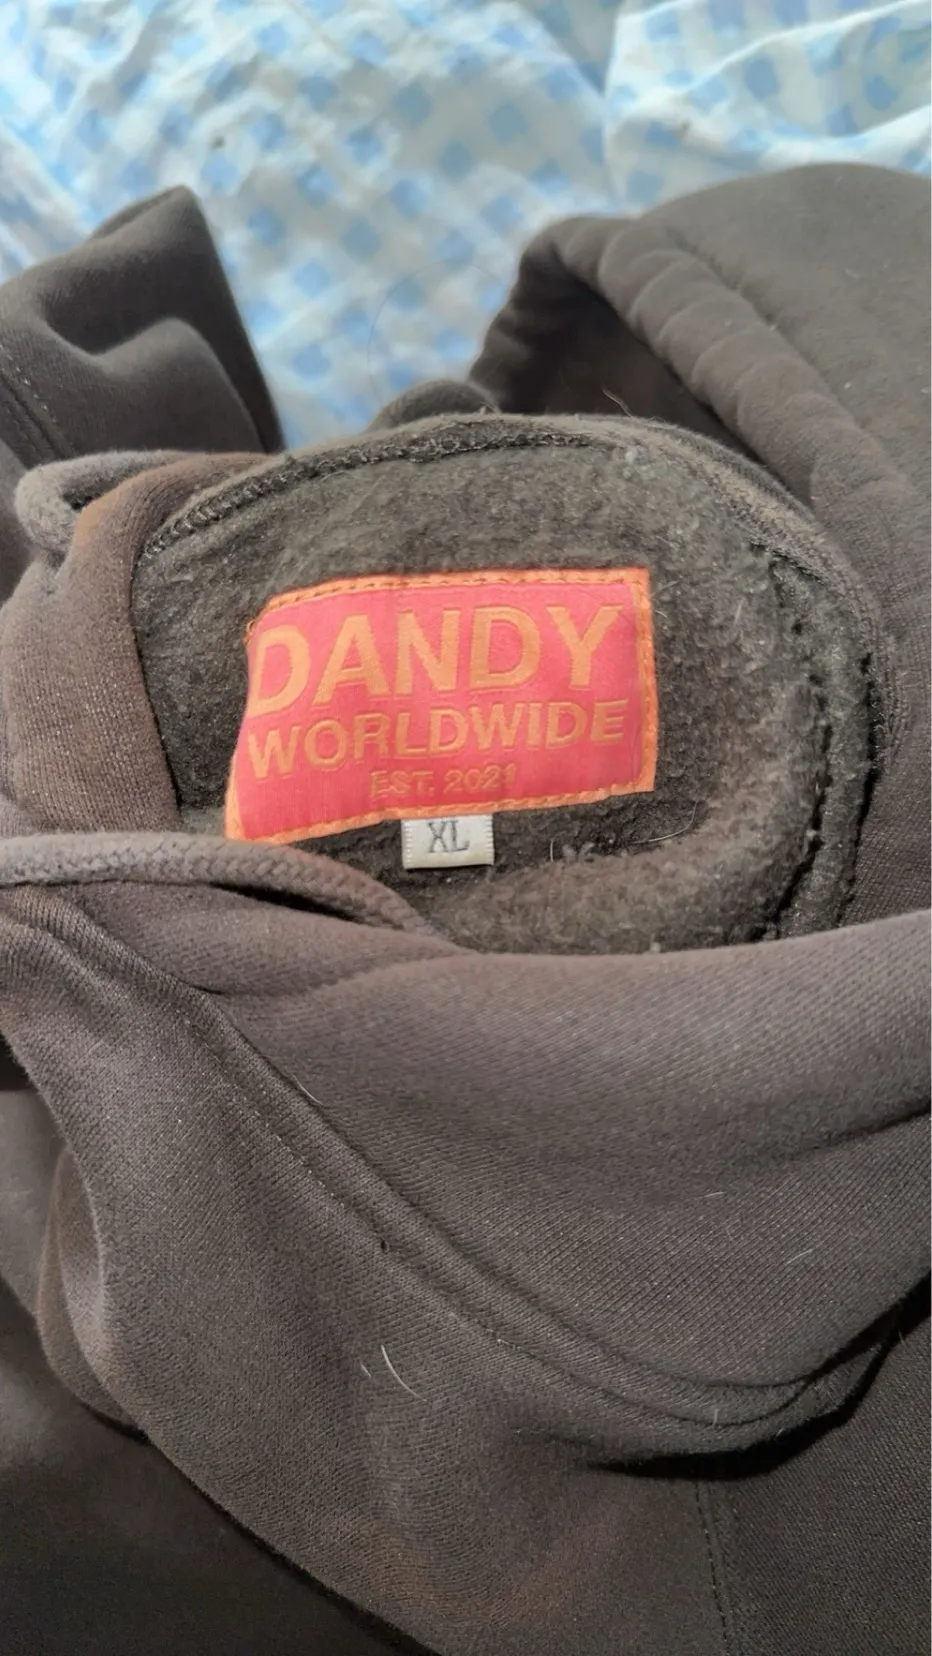 DANDY
WORLDWIDE
EST. 2021
XL